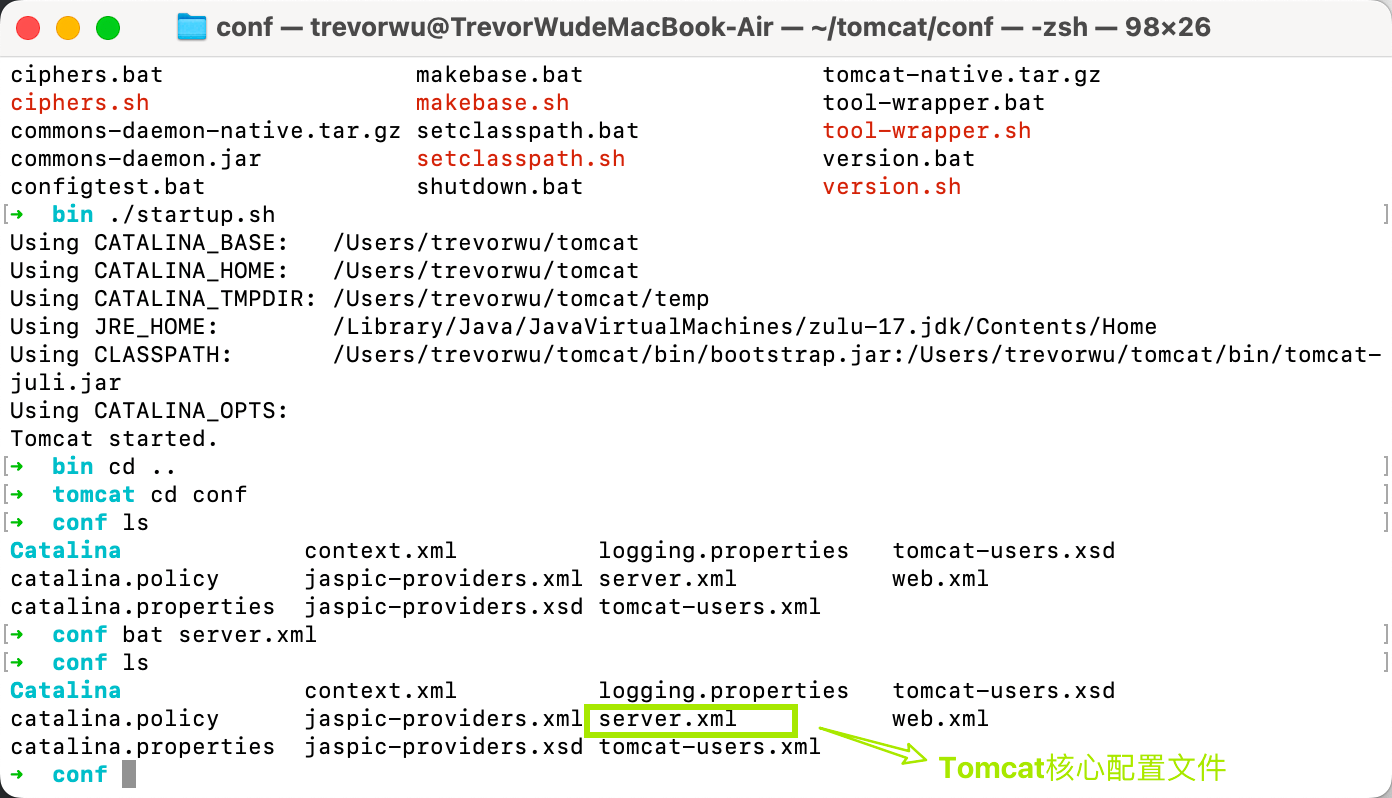 conf — trevorwu@TrevorWudeMacBook-Air — ~/tomcat/conf — -zsh — 98×26
ciphers.bat makebase.bat tomcat-native.tar.gz
ciphers.sh makebase.sh tool-wrapper.bat
commons-daemon-native.tar.gz setclasspath.bat tool-wrapper.sh
commons-daemon.jar setclasspath.sh version.bat
configtest.bat shutdown.bat version.sh
[➜ bin ./startup.sh ]
Using CATALINA_BASE: /Users/trevorwu/tomcat
Using CATALINA_HOME: /Users/trevorwu/tomcat
Using CATALINA_TMPDIR: /Users/trevorwu/tomcat/temp
Using JRE_HOME: /Library/Java/JavaVirtualMachines/zulu-17.jdk/Contents/Home
Using CLASSPATH: /Users/trevorwu/tomcat/bin/bootstrap.jar:/Users/trevorwu/tomcat/bin/tomcat-
juli.jar
Using CATALINA_OPTS:
Tomcat started.
[➜ bin cd .. ]
[➜ tomcat cd conf ]
[➜ conf ls ]
Catalina context.xml logging.properties tomcat-users.xsd
catalina.policy jaspic-providers.xml server.xml web.xml
catalina.properties jaspic-providers.xsd tomcat-users.xml
[➜ conf bat server.xml ]
[➜ conf ls ]
Catalina context.xml logging.properties tomcat-users.xsd
catalina.policy jaspic-providers.xml server.xml web.xml
catalina.properties jaspic-providers.xsd tomcat-users.xml
➜ conf
Tomcat核心配置文件